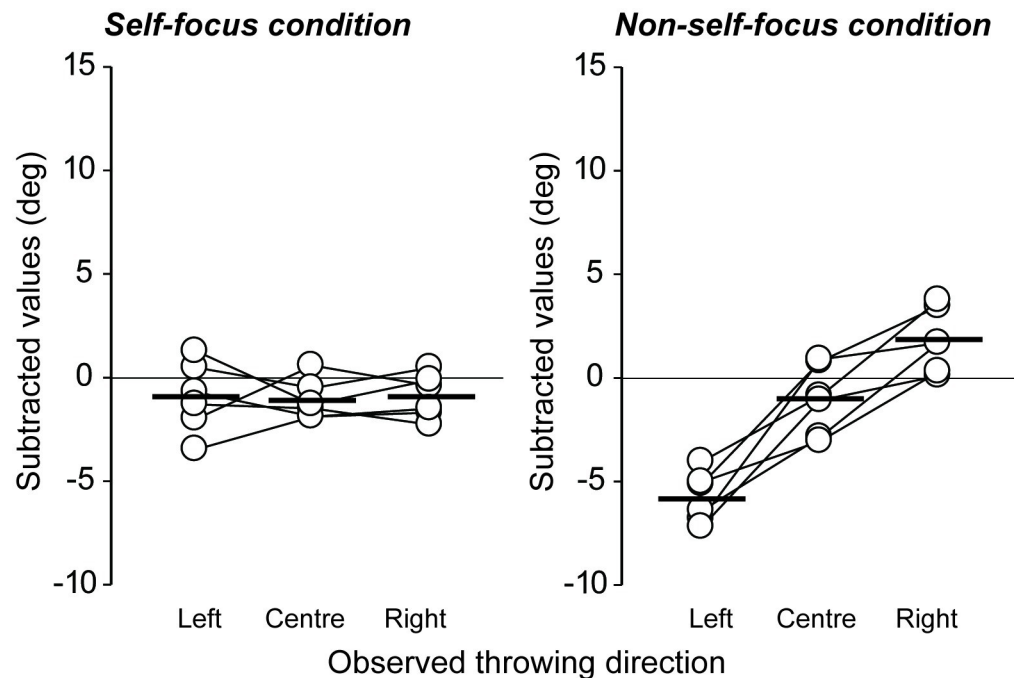 Self-focus condition
Non-self-focus condition
Subtracted values (deg)
15
10
5
0
-5
-10
Left Centre Right
Subtracted values (deg)
15
10
5
0
-5
-10
Left Centre Right
Observed throwing direction